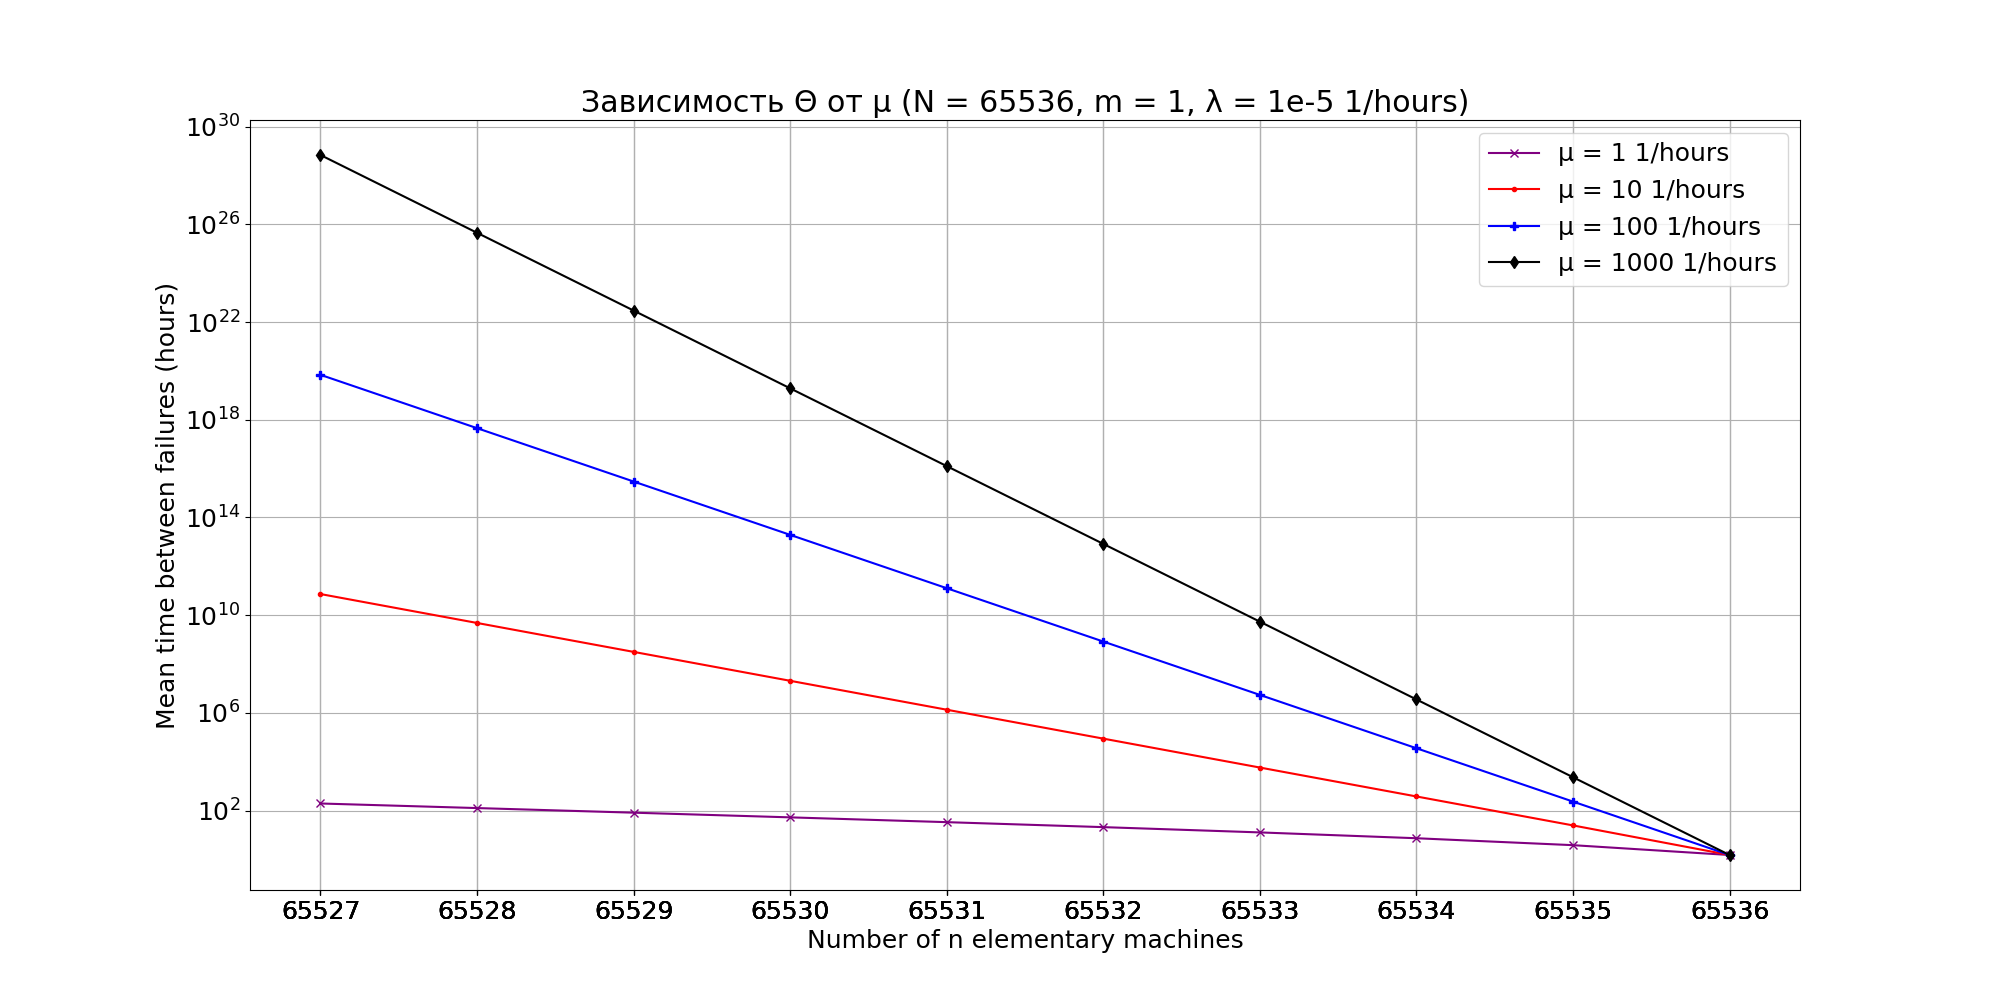 Зависимость Θ от μ (N = 65536, m = 1, λ = 1e-5 1/hours)
10^30
10^26
10^22
10^18
10^14
10^10
10^6
10^2
Mean time between failures (hours)
μ = 1 1/hours
μ = 10 1/hours
μ = 100 1/hours
μ = 1000 1/hours
65527 65528 65529 65530 65531 65532 65533 65534 65535 65536
Number of n elementary machines